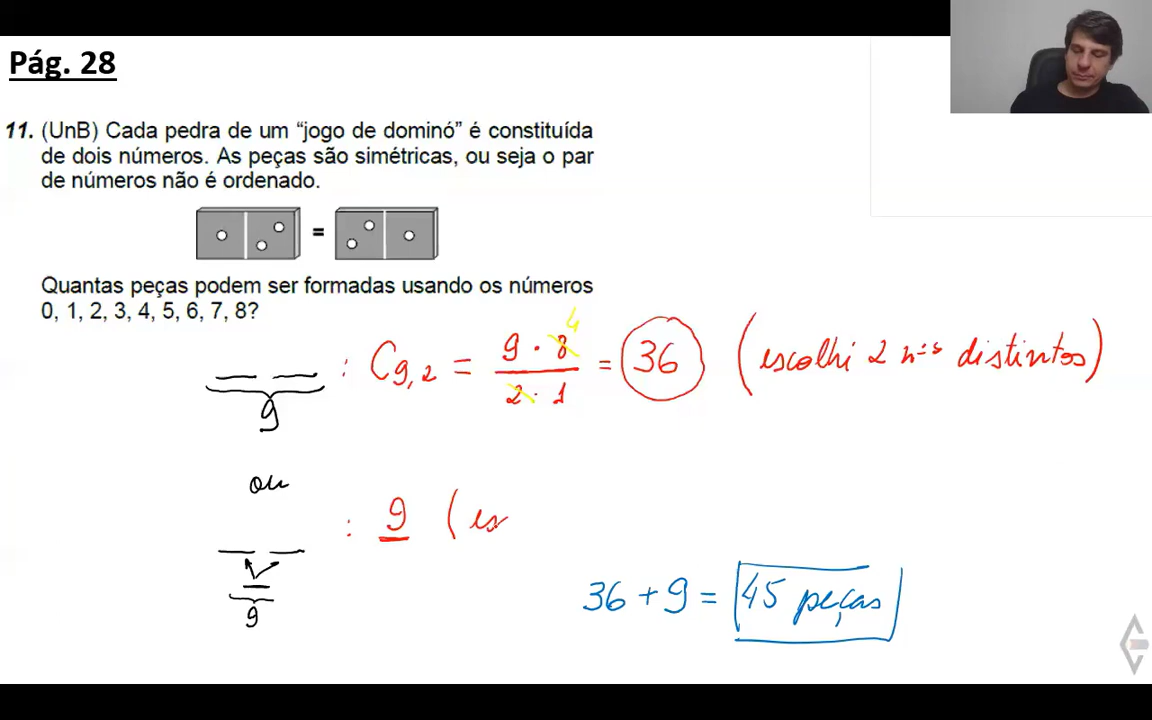 Pág. 28
11. (UnB) Cada pedra de um “jogo de dominó” é constituída
de dois números. As peças são simétricas, ou seja o par
de números não é ordenado.
=
Quantas peças podem ser formadas usando os números
0, 1, 2, 3, 4, 5, 6, 7, 8?
: C9,2 = 9 · 8 / 2 · 1 = 36 (escolhi 2 n=s distintos)
4
9
ou
: 9 (es
9
36 + 9 = 45 peças